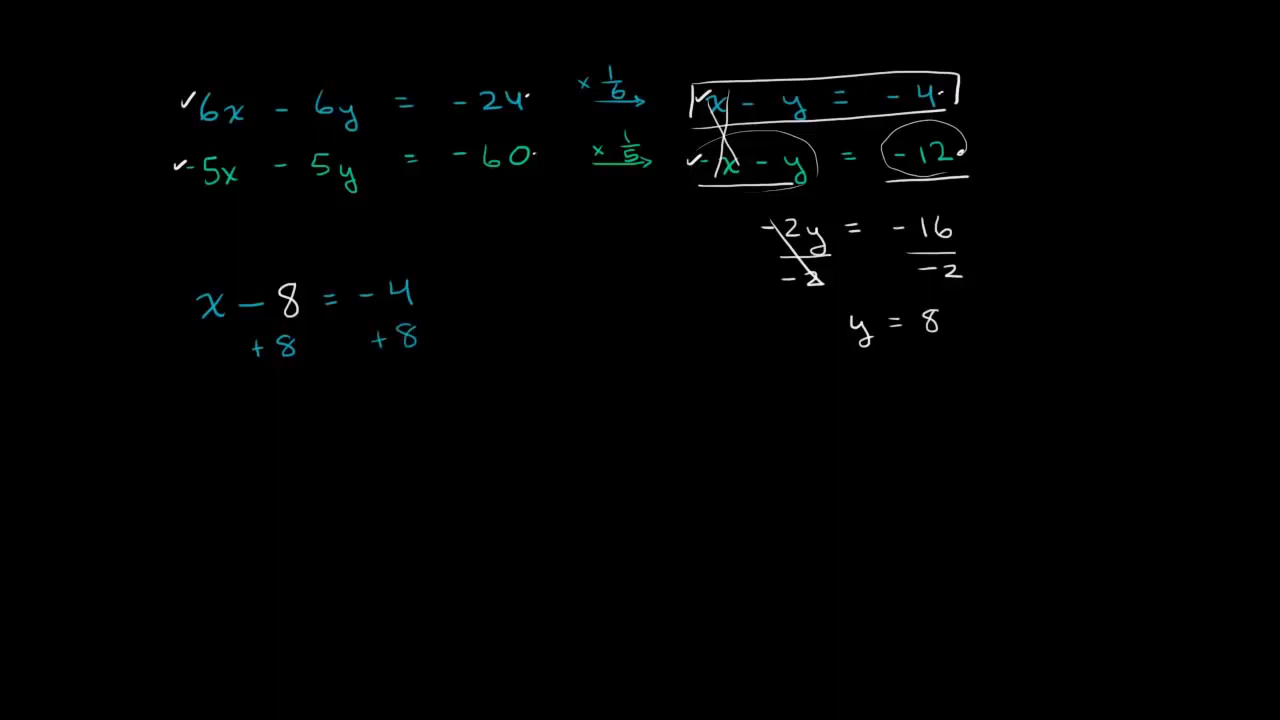 6x - 6y = -24 × 1/6 → x - y = -4
-5x - 5y = -60 × 1/5 → -x - y = -12
-2y = -16
-2 -2
x - 8 = -4
y = 8
+8 +8